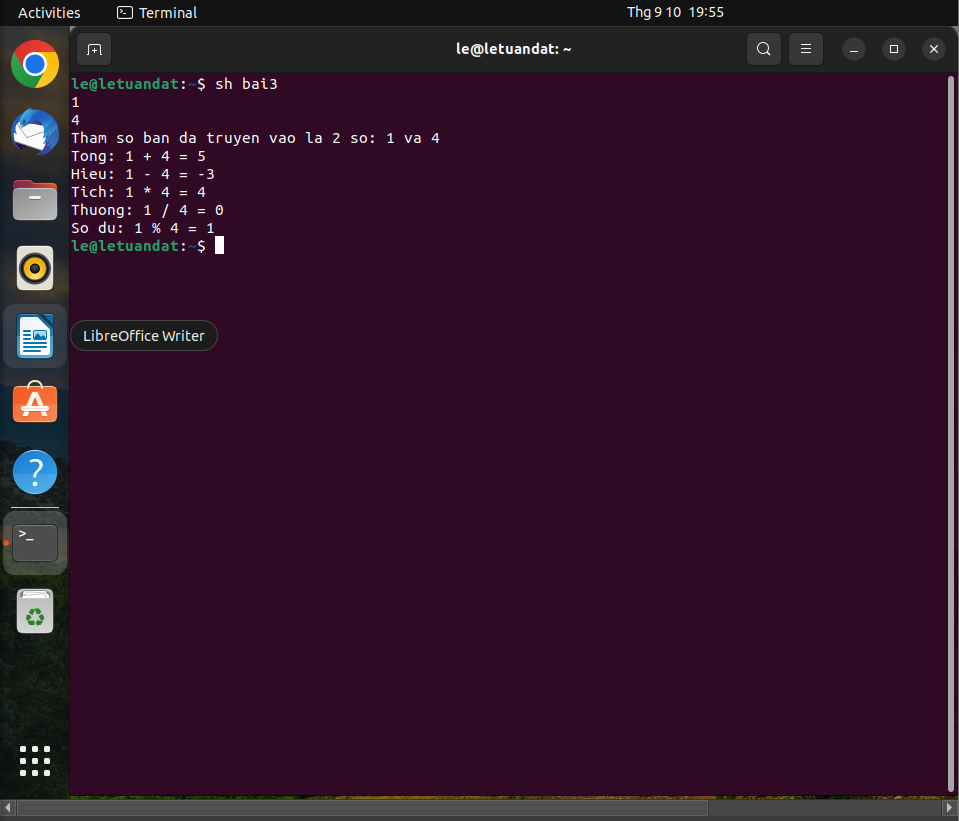 Activities
Terminal
Thg 9 10 19:55
le@letuandat: ~
le@letuandat:~$ sh bai3
1
4
Tham so ban da truyen vao la 2 so: 1 va 4
Tong: 1 + 4 = 5
Hieu: 1 - 4 = -3
Tich: 1 * 4 = 4
Thuong: 1 / 4 = 0
So du: 1 % 4 = 1
le@letuandat:~$
LibreOffice Writer